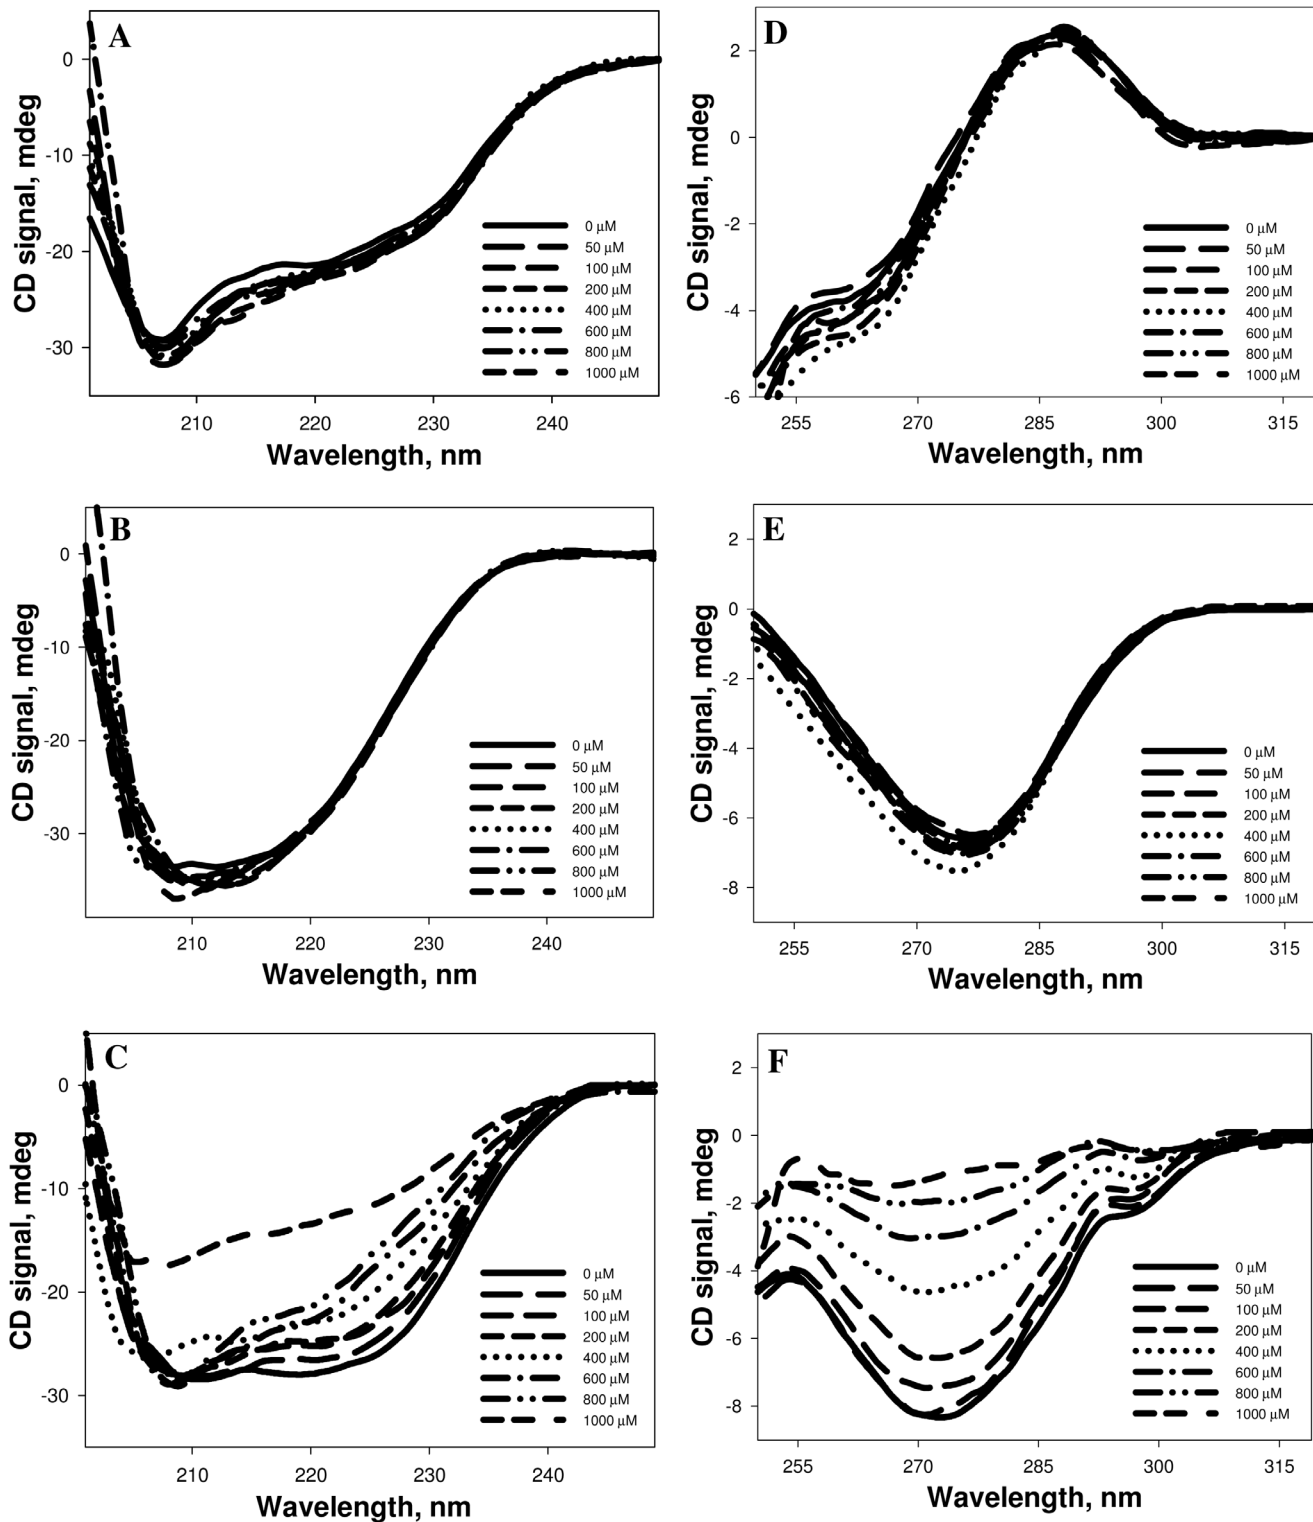 A
CD signal, mdeg
0
-10
-20
-30
0 μM
50 μM
100 μM
200 μM
400 μM
600 μM
800 μM
1000 μM
210 220 230 240
Wavelength, nm
D
CD signal, mdeg
2
0
-2
-4
-6
0 μM
50 μM
100 μM
200 μM
400 μM
600 μM
800 μM
1000 μM
255 270 285 300 315
Wavelength, nm
B
CD signal, mdeg
0
-10
-20
-30
0 μM
50 μM
100 μM
200 μM
400 μM
600 μM
800 μM
1000 μM
210 220 230 240
Wavelength, nm
E
CD signal, mdeg
2
0
-2
-4
-6
-8
0 μM
50 μM
100 μM
200 μM
400 μM
600 μM
800 μM
1000 μM
255 270 285 300 315
Wavelength, nm
C
CD signal, mdeg
0
-10
-20
-30
0 μM
50 μM
100 μM
200 μM
400 μM
600 μM
800 μM
1000 μM
210 220 230 240
Wavelength, nm
F
CD signal, mdeg
2
0
-2
-4
-6
-8
0 μM
50 μM
100 μM
200 μM
400 μM
600 μM
800 μM
1000 μM
255 270 285 300 315
Wavelength, nm